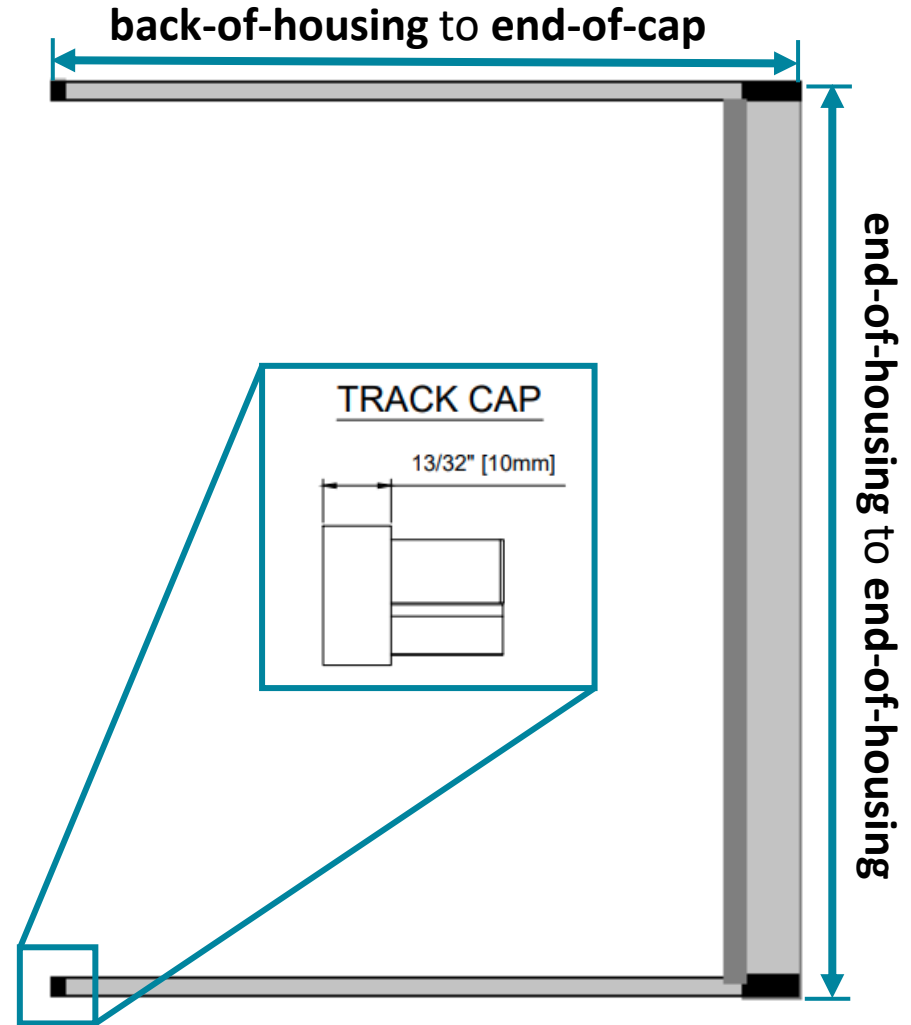 back-of-housing to end-of-cap
end-of-housing to end-of-housing
TRACK CAP
13/32" [10mm]